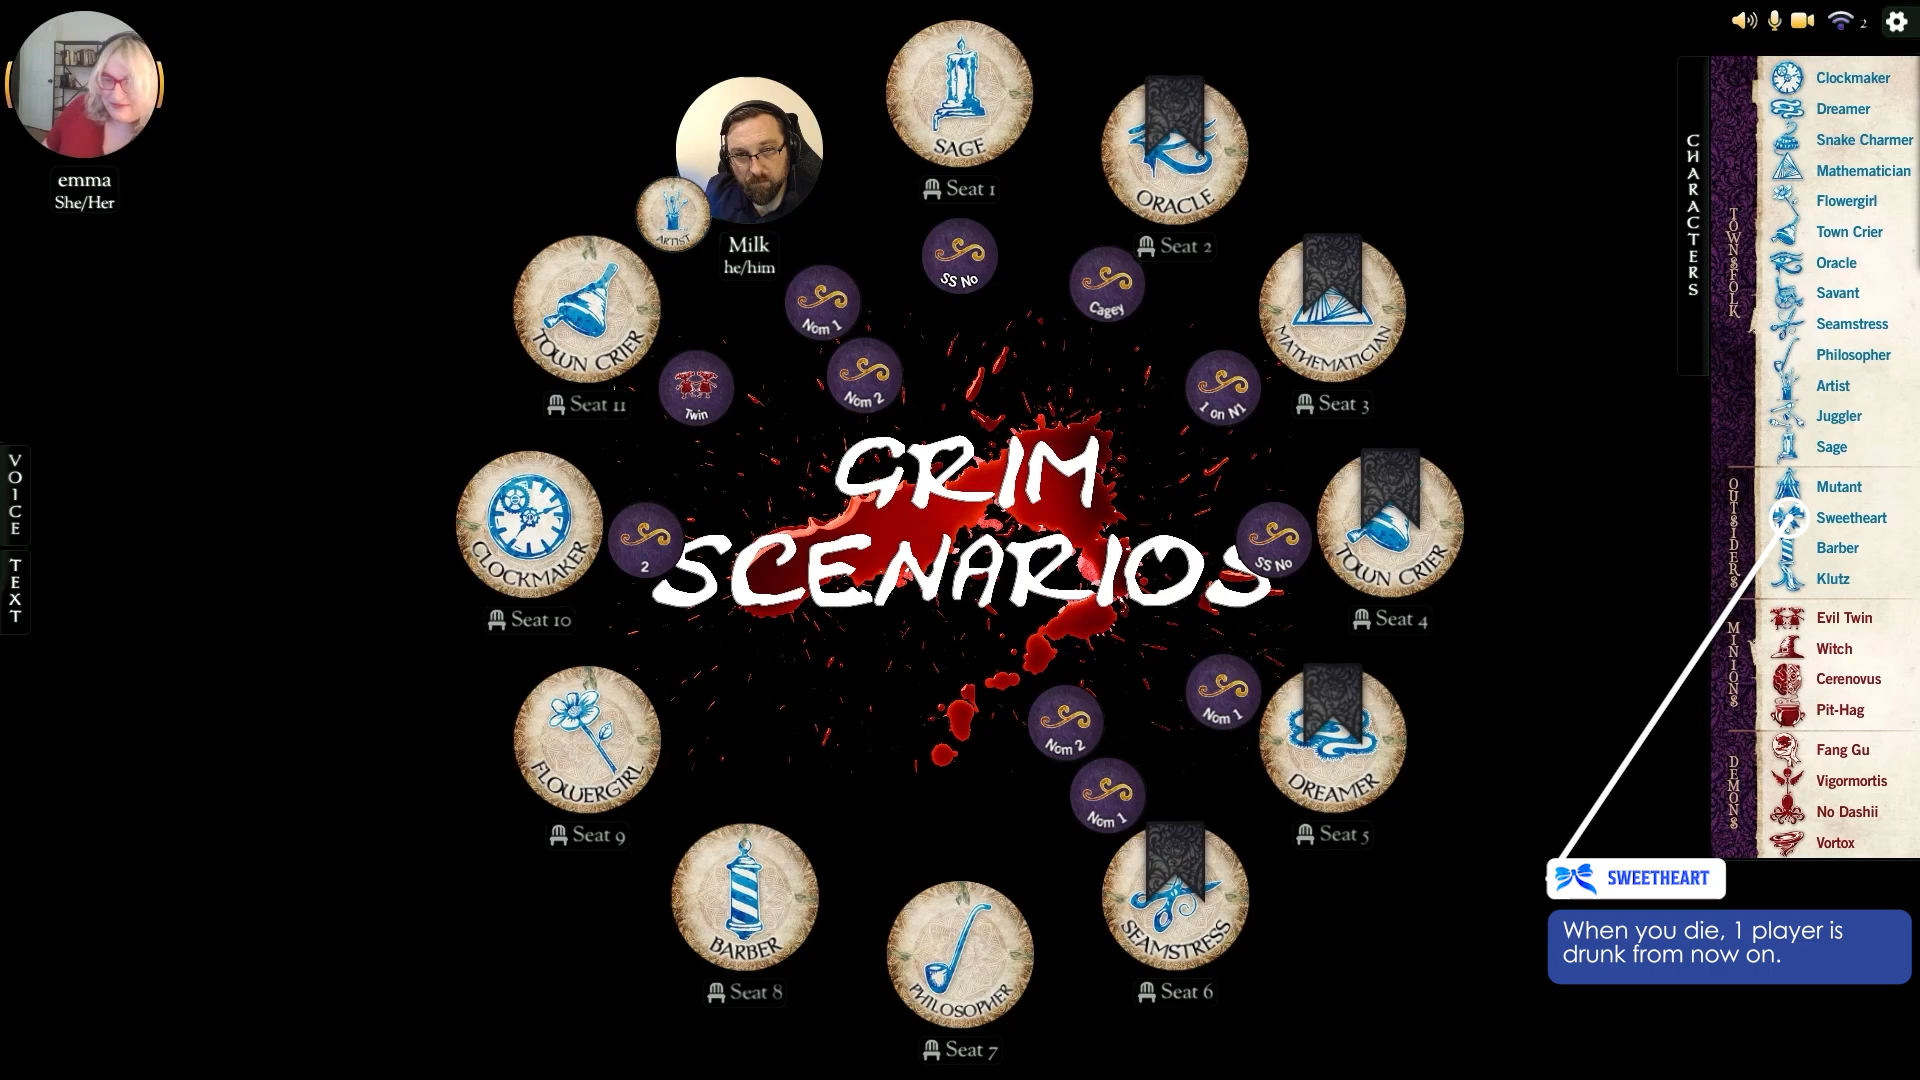 emma
She/Her
SAGE
Seat 1
ORACLE
Seat 2
ARTIST
Milk
he/him
TOWN CRIER
Seat 11
MATHEMATICIAN
Seat 3
SS No
Cagey
Nom 1
Nom 2
Twin
1 on N1
GRIM
SCENARIOS
CLOCKMAKER
Seat 10
2
SS No
TOWN CRIER
Seat 4
FLOWERGIRL
Seat 9
Nom 1
Nom 2
Nom 1
DREAMER
Seat 5
BARBER
Seat 8
PHILOSOPHER
Seat 7
SEAMSTRESS
Seat 6
VOICE
TEXT
2
CHARACTERS
TOWNSFOLK
Clockmaker
Dreamer
Snake Charmer
Mathematician
Flowergirl
Town Crier
Oracle
Savant
Seamstress
Philosopher
Artist
Juggler
Sage
OUTSIDERS
Mutant
Sweetheart
Barber
Klutz
MINIONS
Evil Twin
Witch
Cerenovus
Pit-Hag
DEMONS
Fang Gu
Vigormortis
No Dashii
Vortox
SWEETHEART
When you die, 1 player is
drunk from now on.